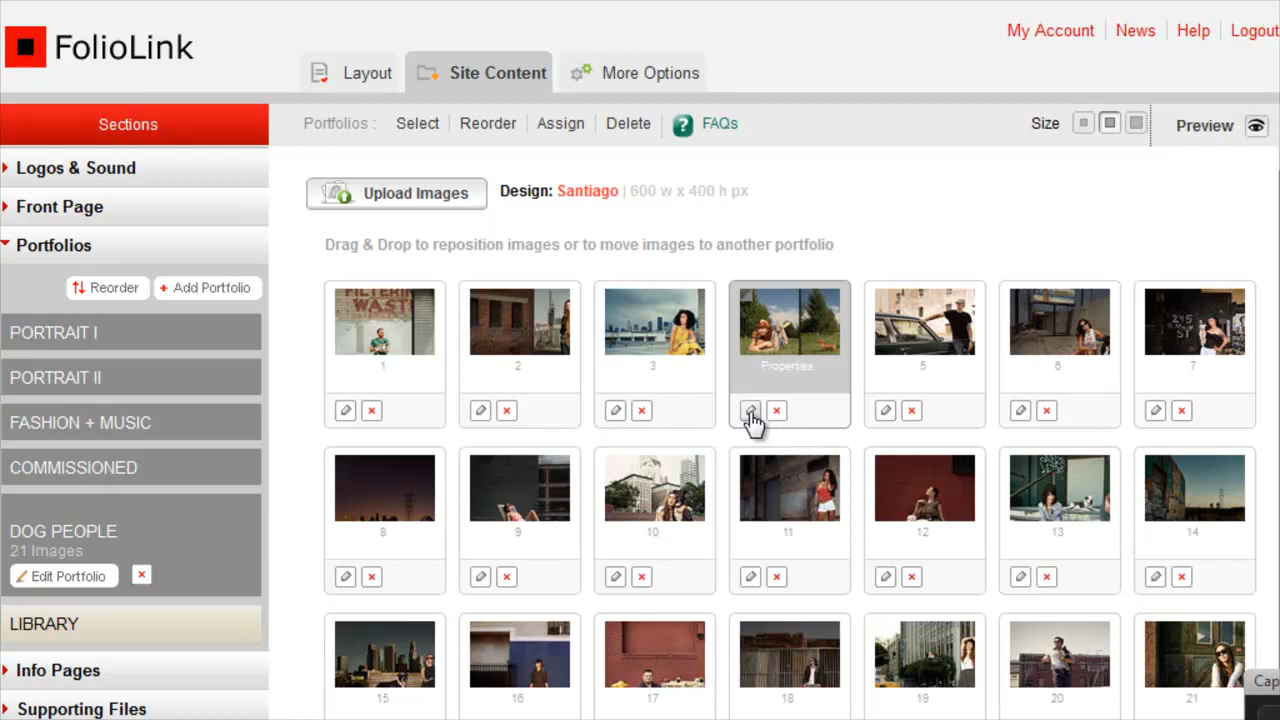 FolioLink
Layout
Site Content
More Options
My Account
News
Help
Logout
Sections
Portfolios :
Select
Reorder
Assign
Delete
? FAQs
Size
Preview
Logos & Sound
Front Page
Portfolios
Reorder
+ Add Portfolio
PORTRAIT I
PORTRAIT II
FASHION + MUSIC
COMMISSIONED
DOG PEOPLE
21 Images
Edit Portfolio
LIBRARY
Info Pages
Supporting Files
Upload Images
Design: Santiago | 600 w x 400 h px
Drag & Drop to reposition images or to move images to another portfolio
WASTE
1
2
3
Properties
5
6
7
8
9
10
11
12
13
14
15
16
17
18
19
20
21
Cap